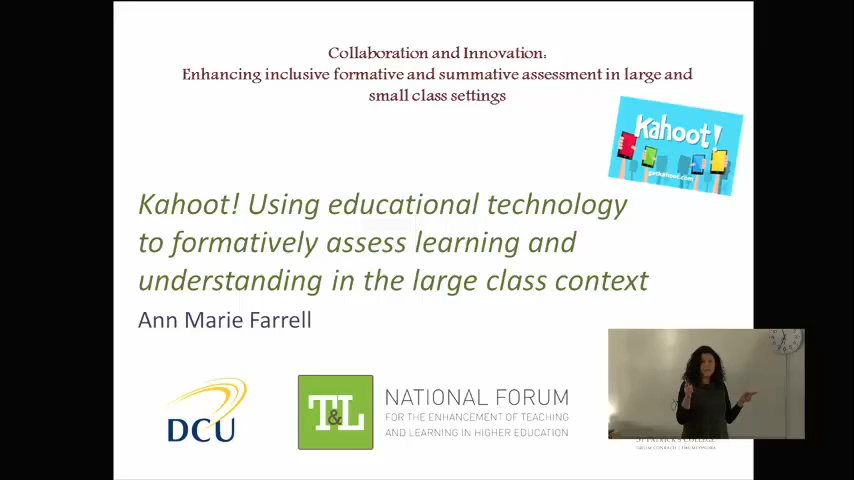 Collaboration and Innovation:
Enhancing inclusive formative and summative assessment in large and
small class settings
Kahoot!
getkahoot.com
Kahoot! Using educational technology
to formatively assess learning and
understanding in the large class context
Ann Marie Farrell
DCU
T&L
NATIONAL FORUM
FOR THE ENHANCEMENT OF TEACHING
AND LEARNING IN HIGHER EDUCATION
ST PATRICK'S COLLEGE